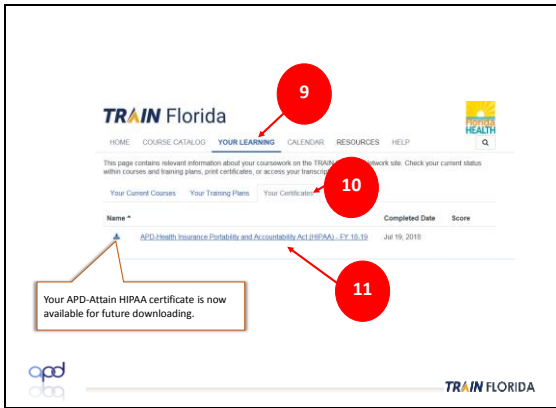 9
TRAIN Florida
Florida
HEALTH
HOME COURSE CATALOG YOUR LEARNING CALENDAR RESOURCES HELP
This page contains relevant information about your coursework on the TRAIN etwork site. Check your current status
within courses and training plans, print certificates, or access your transcrip
10
Your Current Courses Your Training Plans Your Certificates
Name Completed Date Score
APD-Health Insurance Portability and Accountability Act (HIPAA) - FY 18-19 Jul 19, 2018
11
Your APD-Attain HIPAA certificate is now
available for future downloading.
apd
TRAIN FLORIDA